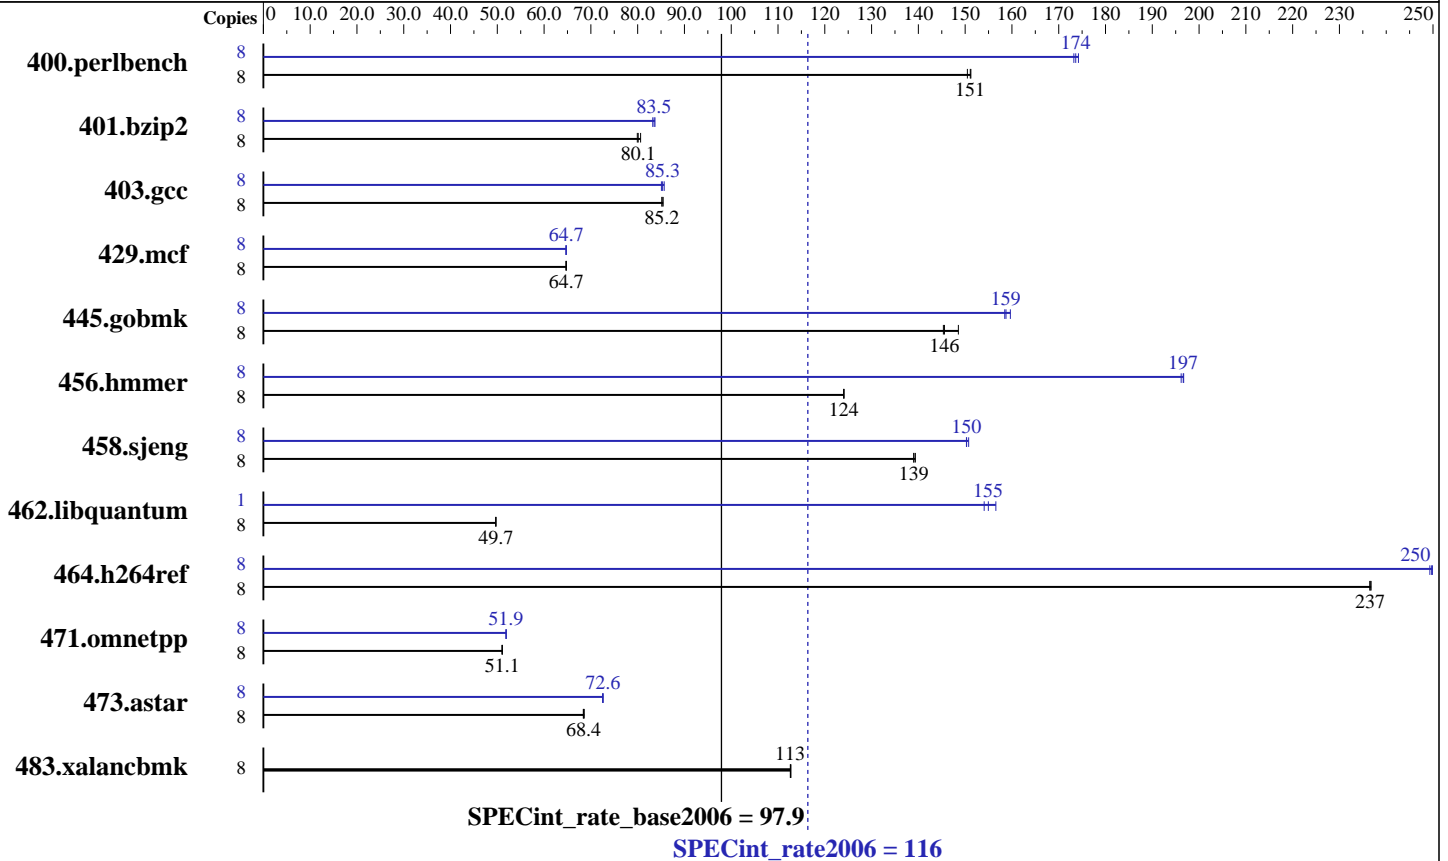 Copies 0 10.0 20.0 30.0 40.0 50.0 60.0 70.0 80.0 90.0 100 110 120 130 140 150 160 170 180 190 200 210 220 230 250
400.perlbench 8 174
8 151
401.bzip2 8 83.5
8 80.1
403.gcc 8 85.3
8 85.2
429.mcf 8 64.7
8 64.7
445.gobmk 8 159
8 146
456.hmmer 8 197
8 124
458.sjeng 8 150
8 139
462.libquantum 1 155
8 49.7
464.h264ref 8 250
8 237
471.omnetpp 8 51.9
8 51.1
473.astar 8 72.6
8 68.4
483.xalancbmk 8 113
SPECint_rate_base2006 = 97.9
SPECint_rate2006 = 116